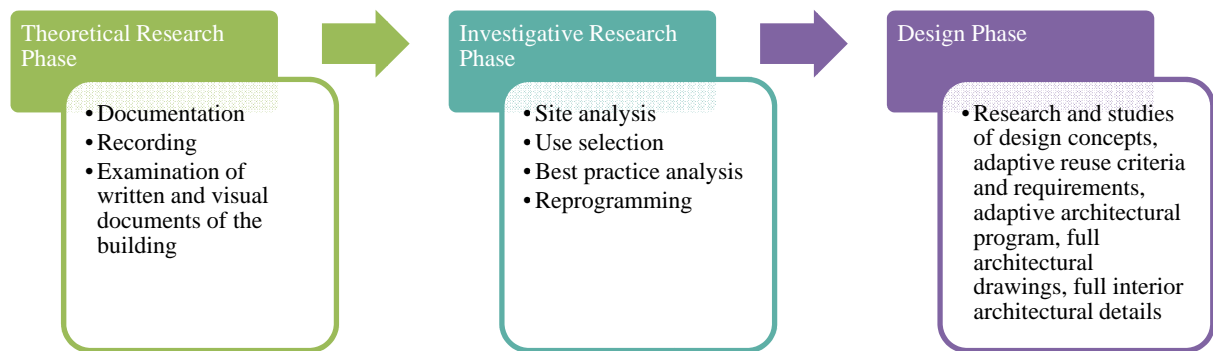 Theoretical Research
Phase
• Documentation
• Recording
• Examination of
written and visual
documents of the
building
Investigative Research
Phase
• Site analysis
• Use selection
• Best practice analysis
• Reprogramming
Design Phase
• Research and studies
of design concepts,
adaptive reuse criteria
and requirements,
adaptive architectural
program, full
architectural
drawings, full interior
architectural details